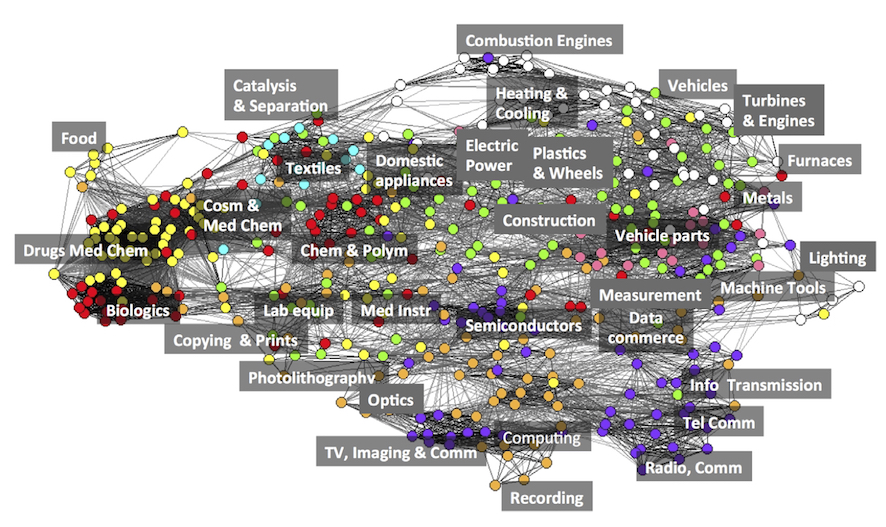 Combustion Engines
Catalysis
& Separation
Heating &
Cooling
Vehicles
Turbines
& Engines
Food
Electric
Power
Plastics
& Wheels
Textiles
Domestic
appliances
Furnaces
Metals
Cosm &
Med Chem
Construction
Drugs Med Chem
Chem & Polym
Vehicle parts
Lighting
Biologics
Lab equip
Med Instr
Semiconductors
Measurement
Machine Tools
Data
commerce
Copying & Prints
Photolithography
Optics
Info Transmission
Tel Comm
TV, Imaging & Comm
Computing
Radio, Comm
Recording